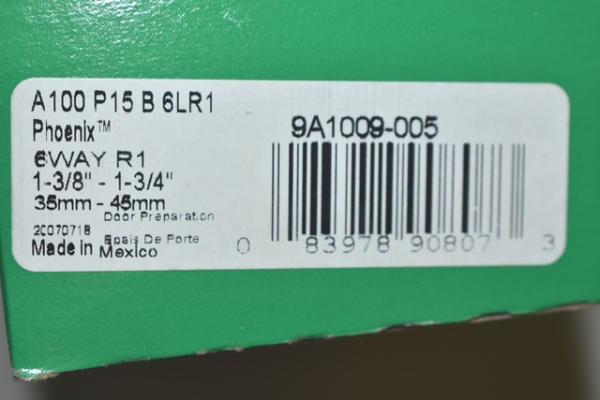 A100 P15 B 6LR1
Phoenix™
6WAY R1
1-3/8" - 1-3/4"
35mm - 45mm
Door Preparation
20070718
Epais De Porte
Made in Mexico
9A1009-005
0 83978 90807 3